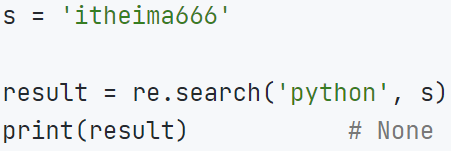 s = 'itheima666'
result = re.search('python', s)
print(result)          # None